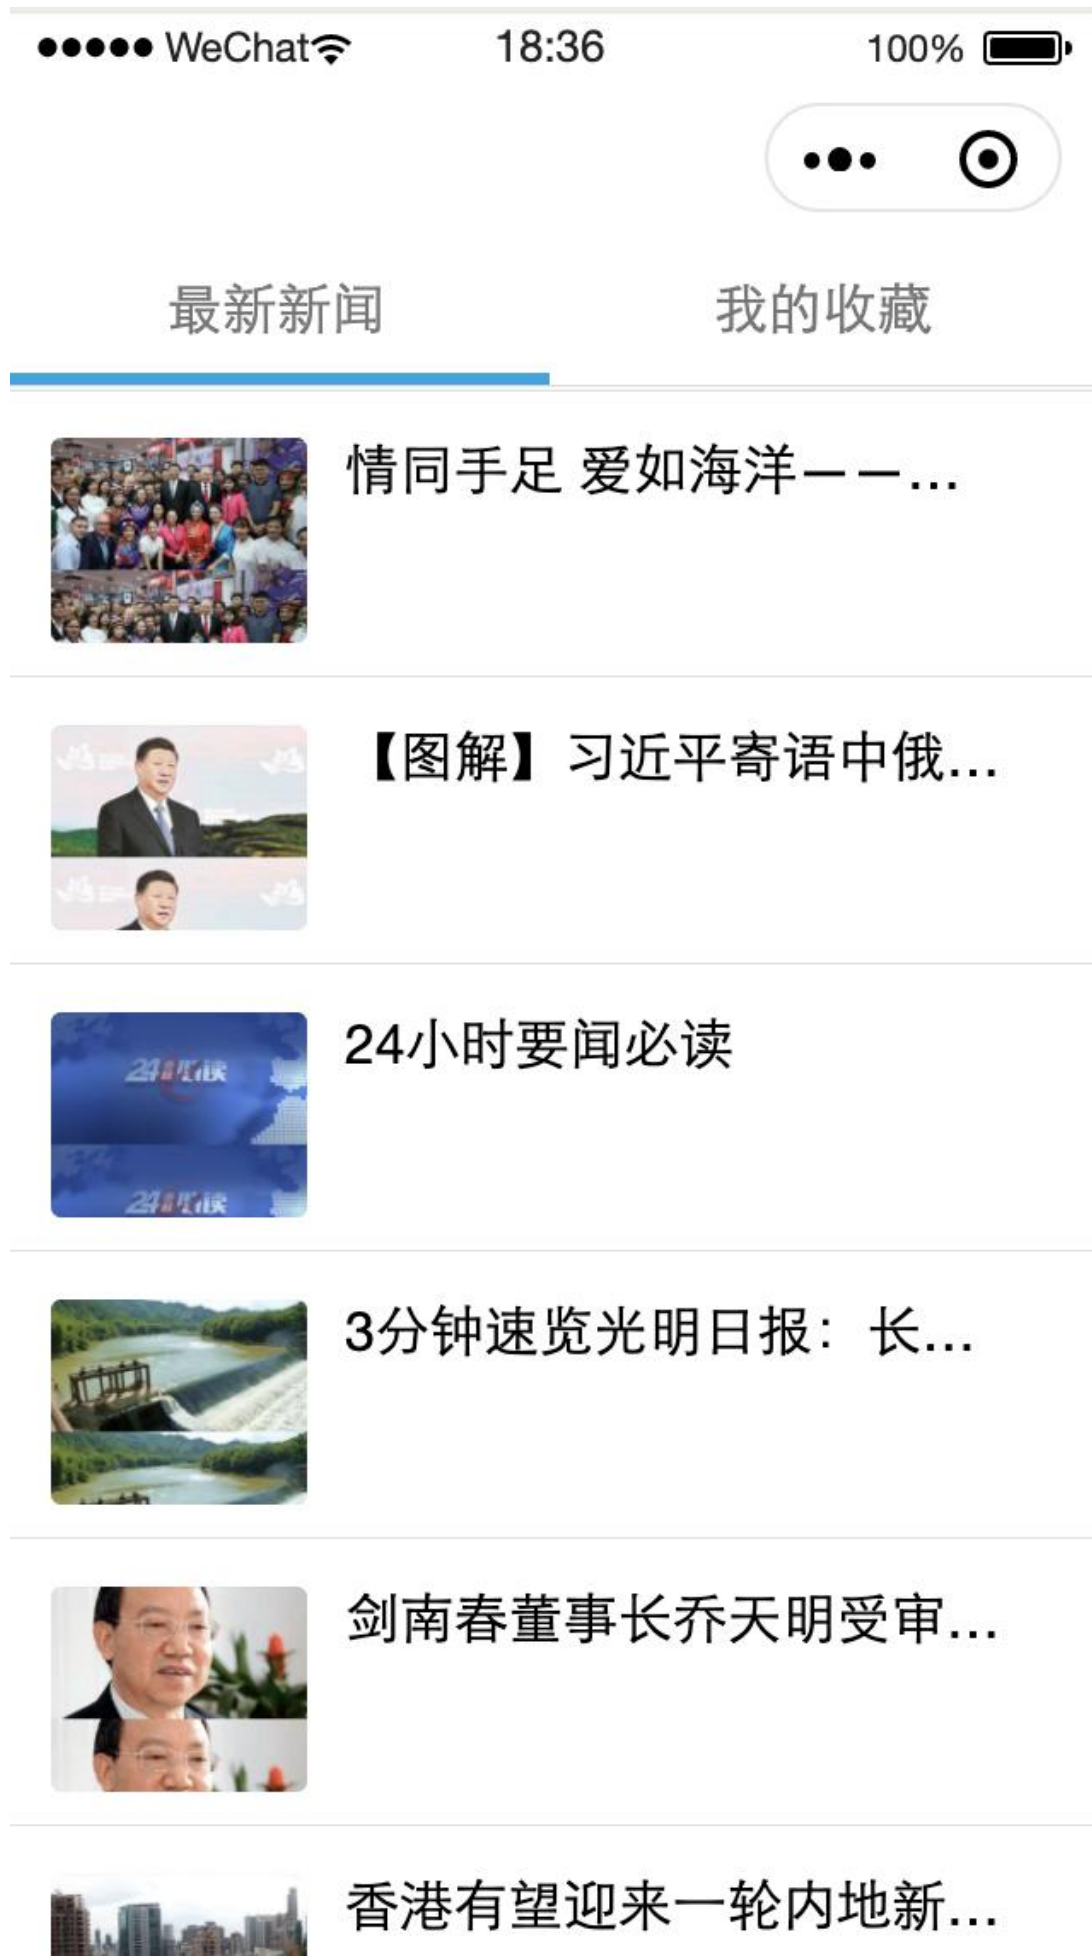 ●●●●● WeChat 18:36 100%
最新新闻 我的收藏
情同手足 爱如海洋——...
【图解】习近平寄语中俄...
24小时要闻必读
3分钟速览光明日报：长...
剑南春董事长乔天明受审...
香港有望迎来一轮内地新...